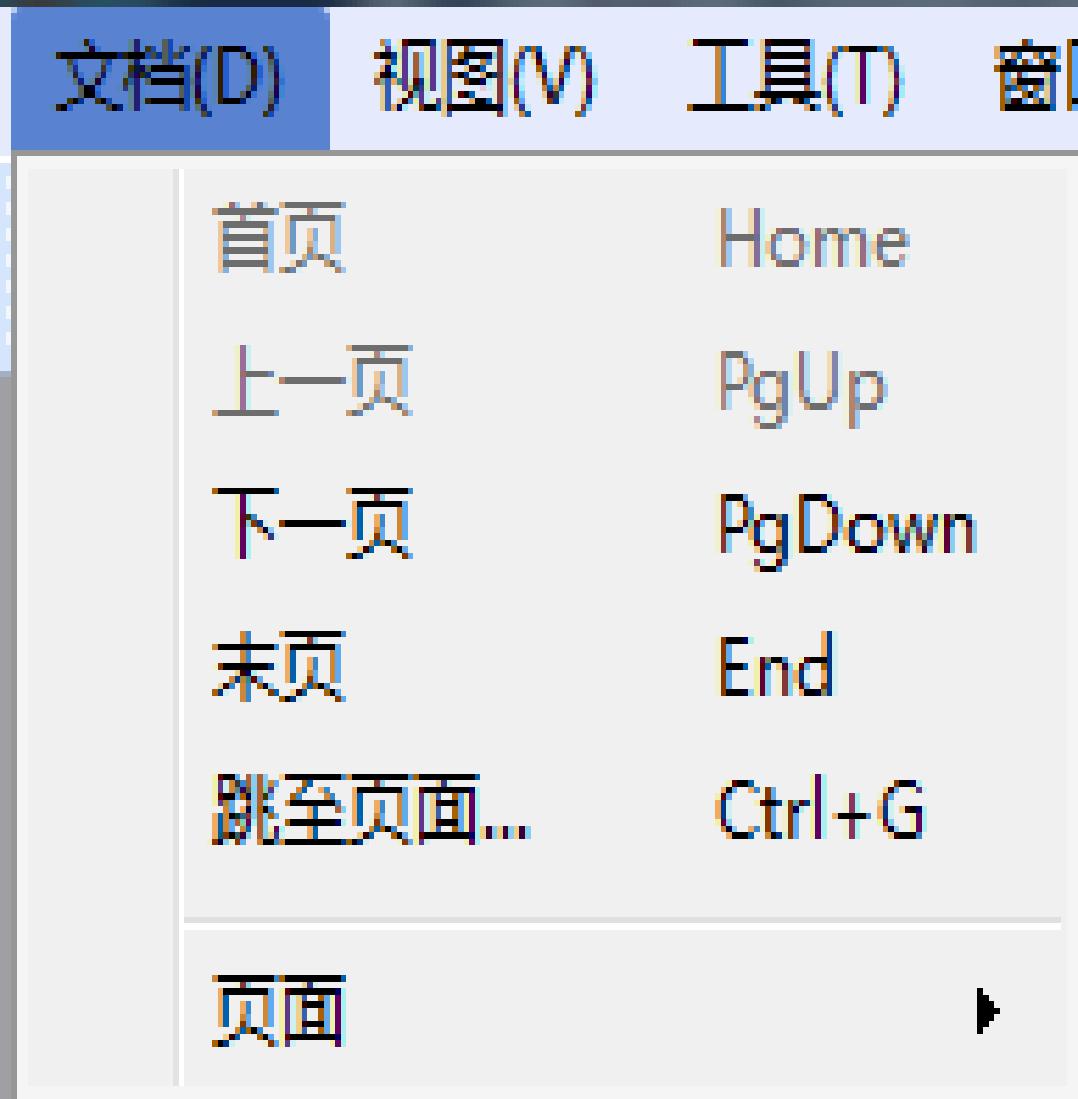 文档(D) 视图(V) 工具(T) 窗
首页 Home
上一页 PgUp
下一页 PgDown
末页 End
跳至页面... Ctrl+G
页面